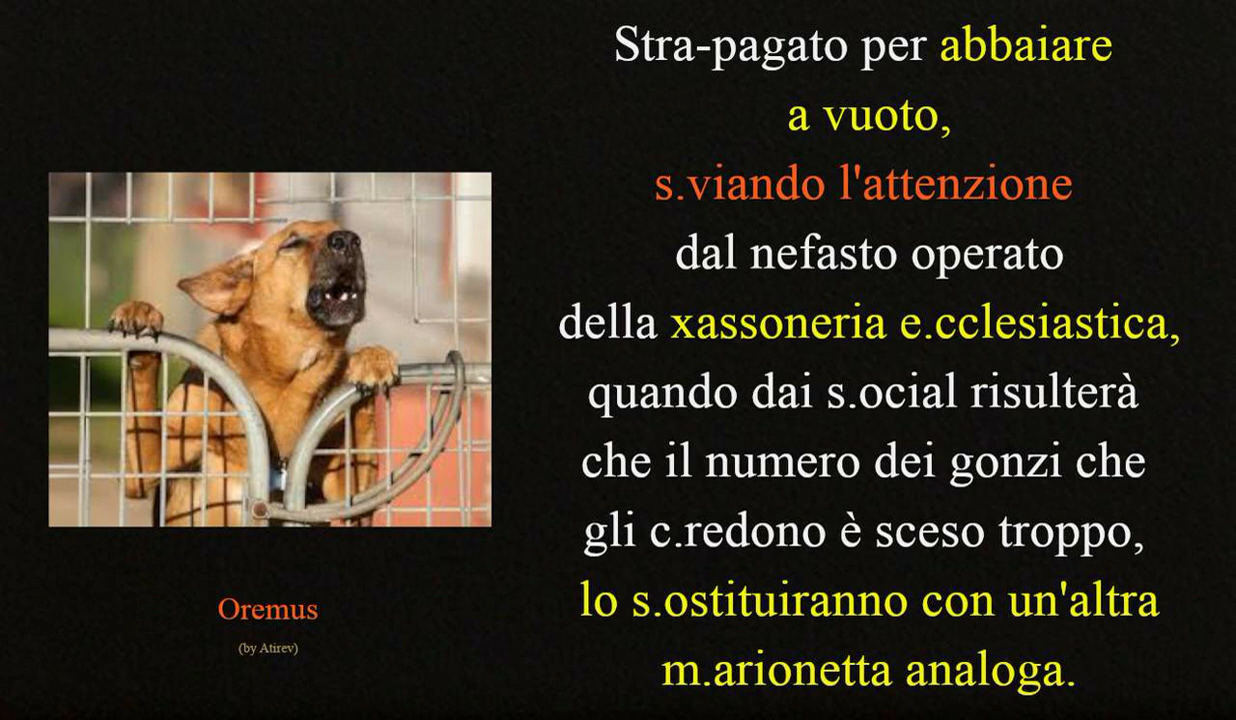 Stra-pagato per abbaiare
a vuoto,
s.viando l'attenzione
dal nefasto operato
della xassoneria e.cclesiastica,
quando dai s.ocial risulterà
che il numero dei gonzi che
gli c.redono è sceso troppo,
lo s.ostituiranno con un'altra
m.arionetta analoga.
Oremus
(by Atirev)